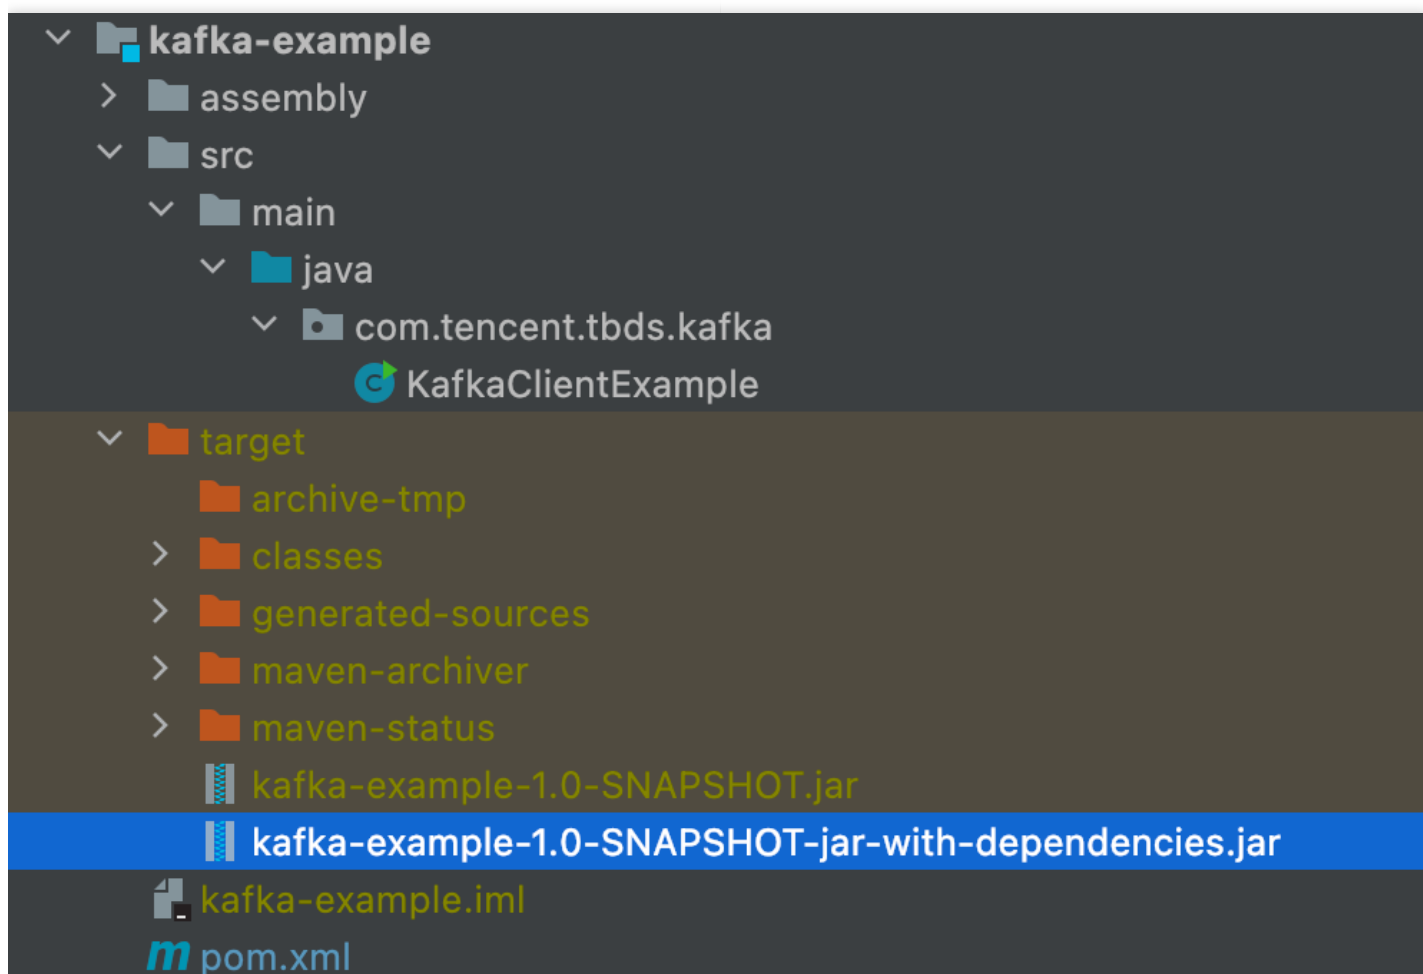 kafka-example
assembly
src
main
java
com.tencent.tbds.kafka
KafkaClientExample
target
archive-tmp
classes
generated-sources
maven-archiver
maven-status
kafka-example-1.0-SNAPSHOT.jar
kafka-example-1.0-SNAPSHOT-jar-with-dependencies.jar
kafka-example.iml
pom.xml